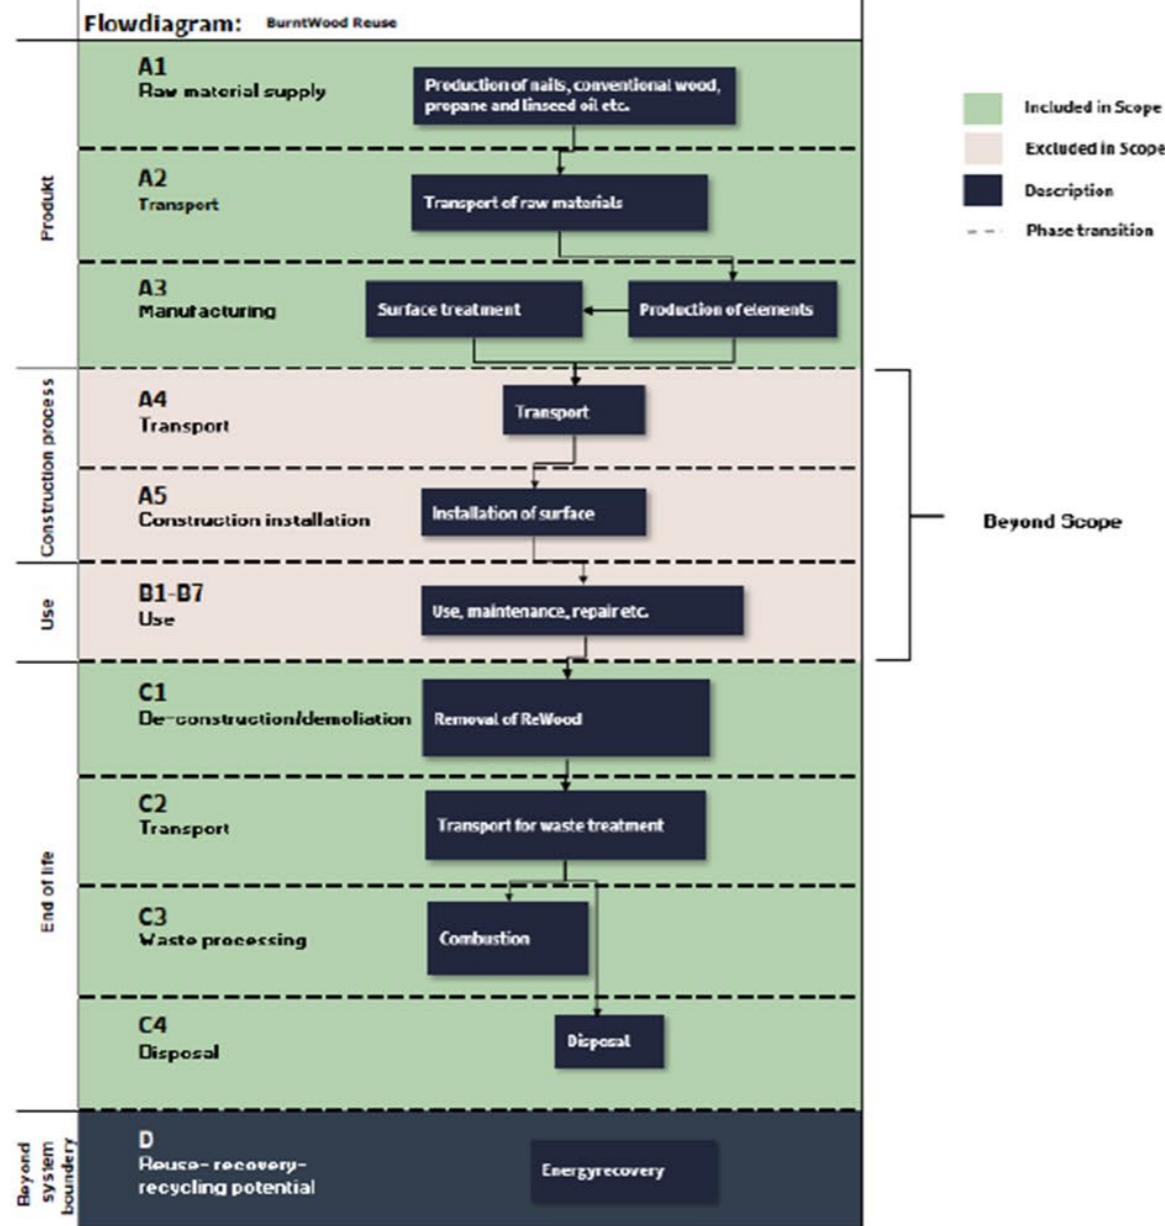 Flowdiagram: BurntWood Reuse
Produkt
A1
Raw material supply
Production of nails, conventional wood,
propane and linseed oil etc.
A2
Transport
Transport of raw materials
A3
Manufacturing
Surface treatment
Production of elements
Construction process
A4
Transport
Transport
A5
Construction installation
Installation of surface
Use
B1-B7
Use
Use, maintenance, repair etc.
End of life
C1
De-construction/demoliation
Removal of ReWood
C2
Transport
Transport for waste treatment
C3
Waste processing
Combustion
C4
Disposal
Disposal
Beyond
system
boundery
D
Reuse- recovery-
recycling potential
Energyrecovery
Included in Scope
Excluded in Scope
Description
Phase transition
Beyond Scope